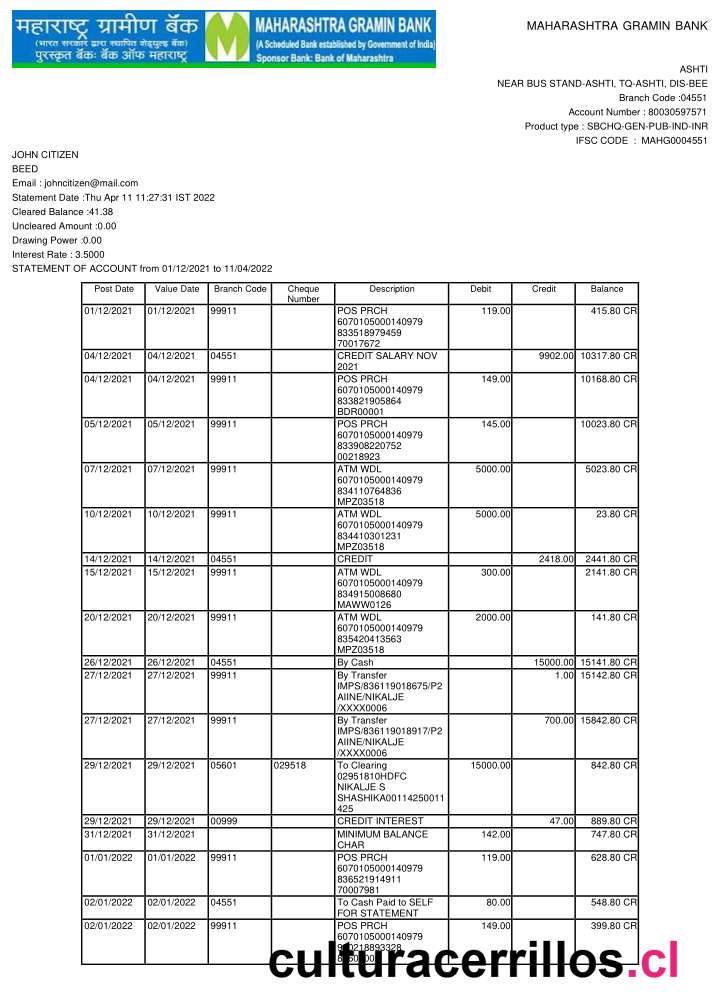 महाराष्ट्र ग्रामीण बँक
(भारत सरकार द्वारा स्थापित शेड्युल्ड बैंक)
पुरस्कृत बँक: बँक ऑफ महाराष्ट्र
MAHARASHTRA GRAMIN BANK
(A Scheduled Bank established by Government of India)
Sponsor Bank: Bank of Maharashtra
MAHARASHTRA GRAMIN BANK
ASHTI
NEAR BUS STAND-ASHTI, TQ-ASHTI, DIS-BEE
Branch Code :04551
Account Number : 80030597571
Product type : SBCHQ-GEN-PUB-IND-INR
IFSC CODE : MAHG0004551
JOHN CITIZEN
BEED
Email : johncitizen@mail.com
Statement Date :Thu Apr 11 11:27:31 IST 2022
Cleared Balance :41.38
Uncleared Amount :0.00
Drawing Power :0.00
Interest Rate : 3.5000
STATEMENT OF ACCOUNT from 01/12/2021 to 11/04/2022
Post Date Value Date Branch Code Cheque Description Debit Credit Balance
Number
01/12/2021 01/12/2021 99911 POS PRCH 119.00 415.80 CR
6070105000140979
833518979459
70017672
04/12/2021 04/12/2021 04551 CREDIT SALARY NOV 9902.00 10317.80 CR
2021
04/12/2021 04/12/2021 99911 POS PRCH 149.00 10168.80 CR
6070105000140979
833821905864
BDR00001
05/12/2021 05/12/2021 99911 POS PRCH 145.00 10023.80 CR
6070105000140979
833908220752
00218923
07/12/2021 07/12/2021 99911 ATM WDL 5000.00 5023.80 CR
6070105000140979
834110764836
MPZ03518
10/12/2021 10/12/2021 99911 ATM WDL 5000.00 23.80 CR
6070105000140979
834410301231
MPZ03518
14/12/2021 14/12/2021 04551 CREDIT 2418.00 2441.80 CR
15/12/2021 15/12/2021 99911 ATM WDL 300.00 2141.80 CR
6070105000140979
834915008680
MAWW0126
20/12/2021 20/12/2021 99911 ATM WDL 2000.00 141.80 CR
6070105000140979
835420413563
MPZ03518
26/12/2021 26/12/2021 04551 By Cash 15000.00 15141.80 CR
27/12/2021 27/12/2021 99911 By Transfer 1.00 15142.80 CR
IMPS/836119018675/P2
AIINE/NIKALJE
/XXXX0006
27/12/2021 27/12/2021 99911 By Transfer 700.00 15842.80 CR
IMPS/836119018917/P2
AIINE/NIKALJE
/XXXX0006
29/12/2021 29/12/2021 05601 029518 To Clearing 15000.00 842.80 CR
02951810HDFC
NIKALJE S
SHASHIKA00114250011
425
29/12/2021 29/12/2021 00999 CREDIT INTEREST 47.00 889.80 CR
31/12/2021 31/12/2021 MINIMUM BALANCE 142.00 747.80 CR
CHAR
01/01/2022 01/01/2022 99911 POS PRCH 119.00 628.80 CR
6070105000140979
836521914911
70007981
02/01/2022 02/01/2022 04551 To Cash Paid to SELF 80.00 548.80 CR
FOR STATEMENT
02/01/2022 02/01/2022 99911 POS PRCH 149.00 399.80 CR
6070105000140979
culturacerrillos.cl